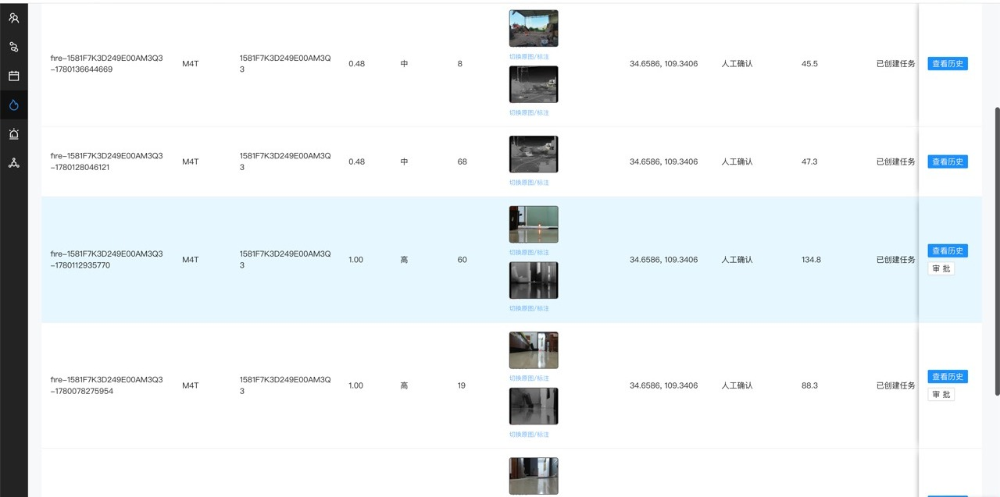 切换原图/标注
fire-1581F7K3D249E00AM3Q3
-1780136644669
M4T
1581F7K3D249E00AM3Q
3
0.48
中
8
34.6586, 109.3406
人工确认
45.5
已创建任务
查看历史
切换原图/标注
fire-1581F7K3D249E00AM3Q3
-1780128046121
M4T
1581F7K3D249E00AM3Q
3
0.48
中
68
34.6586, 109.3406
人工确认
47.3
已创建任务
查看历史
切换原图/标注
切换原图/标注
fire-1581F7K3D249E00AM3Q3
-1780112935770
M4T
1581F7K3D249E00AM3Q
3
1.00
高
60
34.6586, 109.3406
人工确认
134.8
已创建任务
查看历史
审 批
切换原图/标注
切换原图/标注
fire-1581F7K3D249E00AM3Q3
-1780078275954
M4T
1581F7K3D249E00AM3Q
3
1.00
高
19
34.6586, 109.3406
人工确认
88.3
已创建任务
查看历史
审 批
切换原图/标注